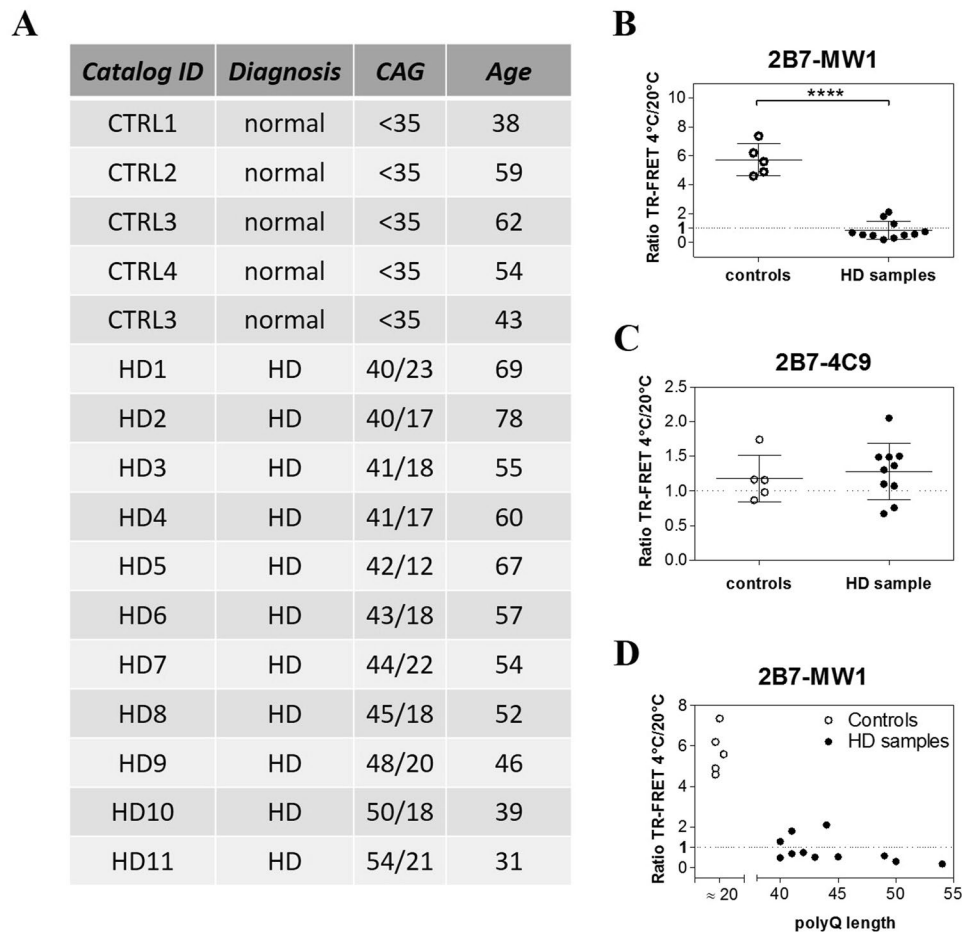 A
Catalog ID Diagnosis CAG Age
CTRL1 normal <35 38
CTRL2 normal <35 59
CTRL3 normal <35 62
CTRL4 normal <35 54
CTRL3 normal <35 43
HD1 HD 40/23 69
HD2 HD 40/17 78
HD3 HD 41/18 55
HD4 HD 41/17 60
HD5 HD 42/12 67
HD6 HD 43/18 57
HD7 HD 44/22 54
HD8 HD 45/18 52
HD9 HD 48/20 46
HD10 HD 50/18 39
HD11 HD 54/21 31
B
2B7-MW1
Ratio TR-FRET 4°C/20°C
10
8
6
4
2
1
0
****
controls HD samples
C
2B7-4C9
Ratio TR-FRET 4°C/20°C
2.5
2.0
1.5
1.0
0.5
0.0
controls HD sample
D
2B7-MW1
Ratio TR-FRET 4°C/20°C
8
6
4
2
1
0
Controls
HD samples
≈ 20 40 45 50 55
polyQ length